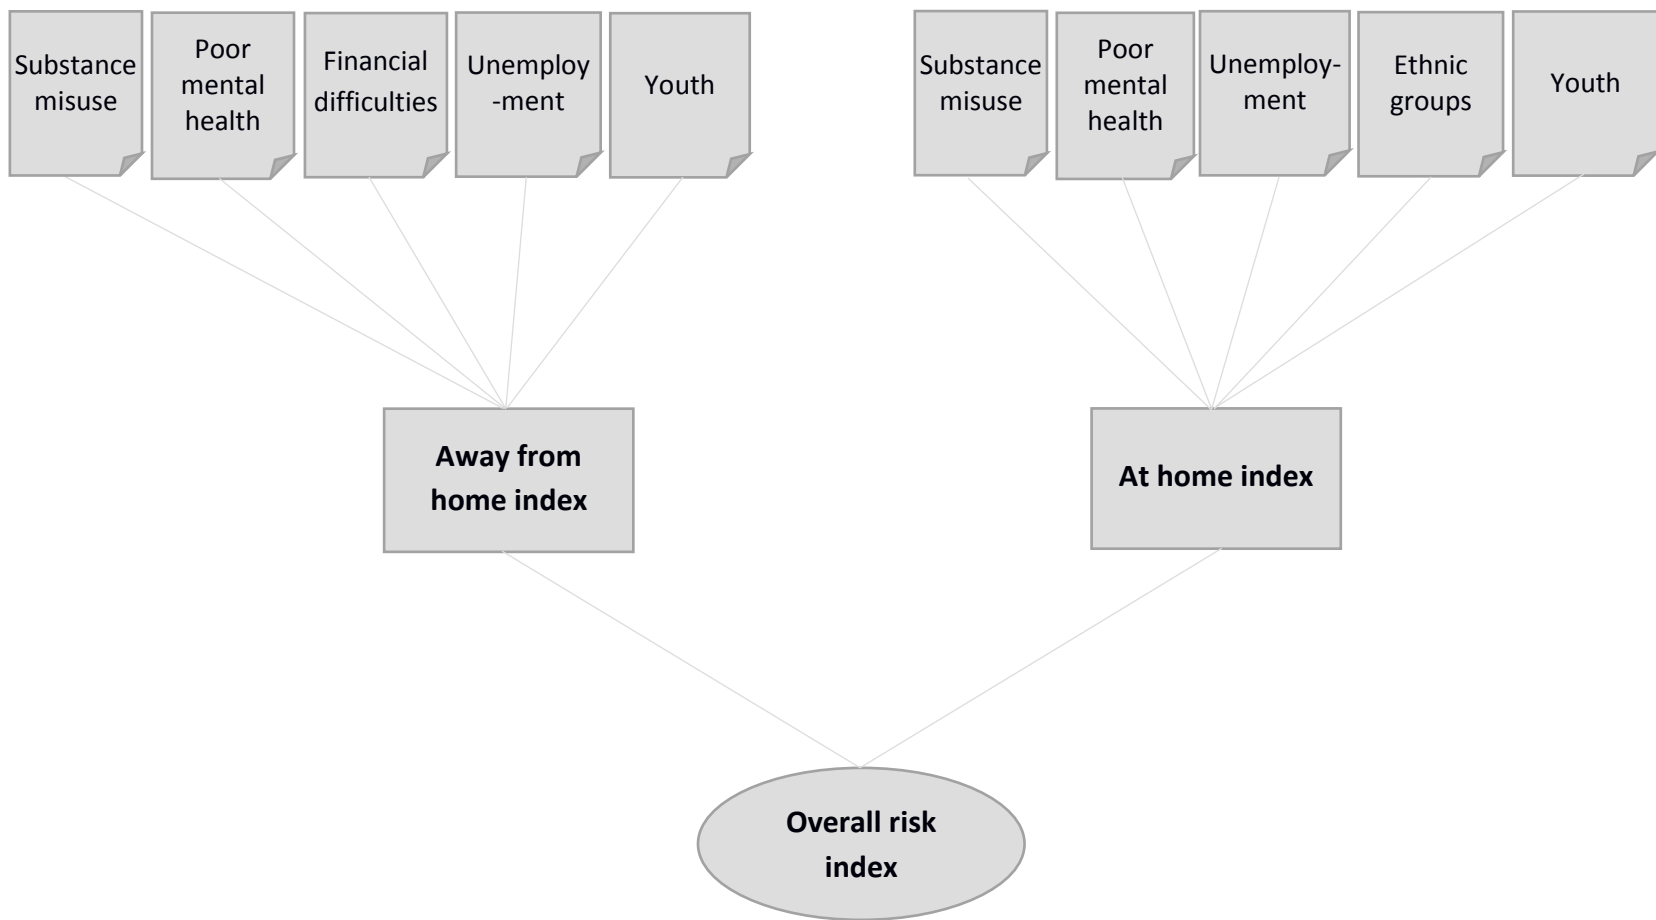 Substance
misuse
Poor
mental
health
Financial
difficulties
Unemploy
-ment
Youth
Substance
misuse
Poor
mental
health
Unemploy-
ment
Ethnic
groups
Youth
Away from
home index
At home index
Overall risk
index